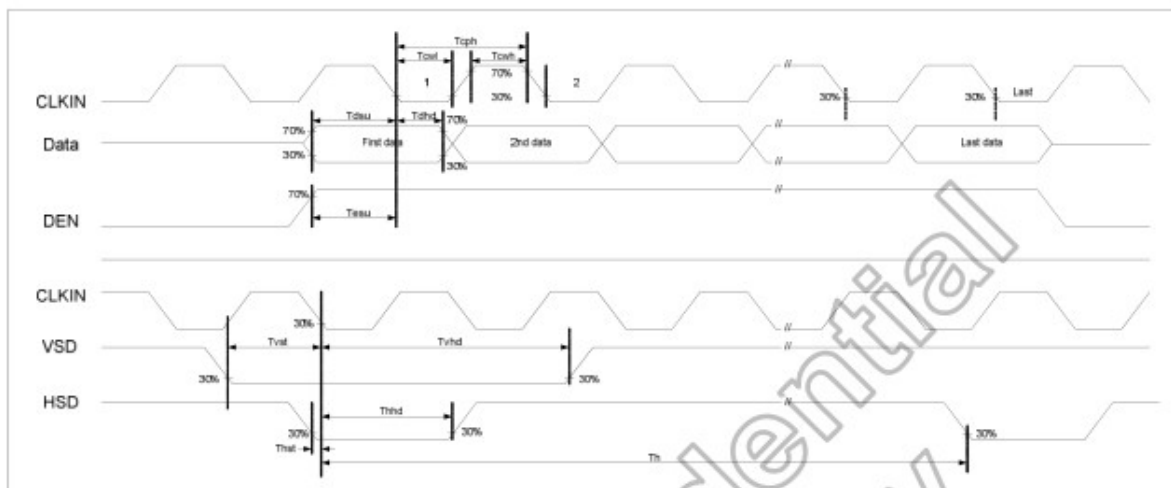 Tcph
Tcwl Tcwh
1 70% 2
30% 30% 30% Last
CLKIN
Tdsu Tdhd
70% 70%
Data First data 2nd data Last data
30% 30%
70%
DEN Tesu
CLKIN
30%
VSD Tvst Tvhd
30% 30%
HSD Thhd
30% 30% 30%
Thst
Th
dential